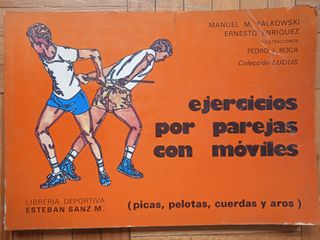 MANUEL M. FALKOWSKI
ERNESTO ENRIQUEZ
ILUSTRACIONES:
PEDRO J. ROCA
Colección LUDUS
ejercicios
por parejas
con móviles
LIBRERIA DEPORTIVA
ESTEBAN SANZ M.
(picas, pelotas, cuerdas y aros)